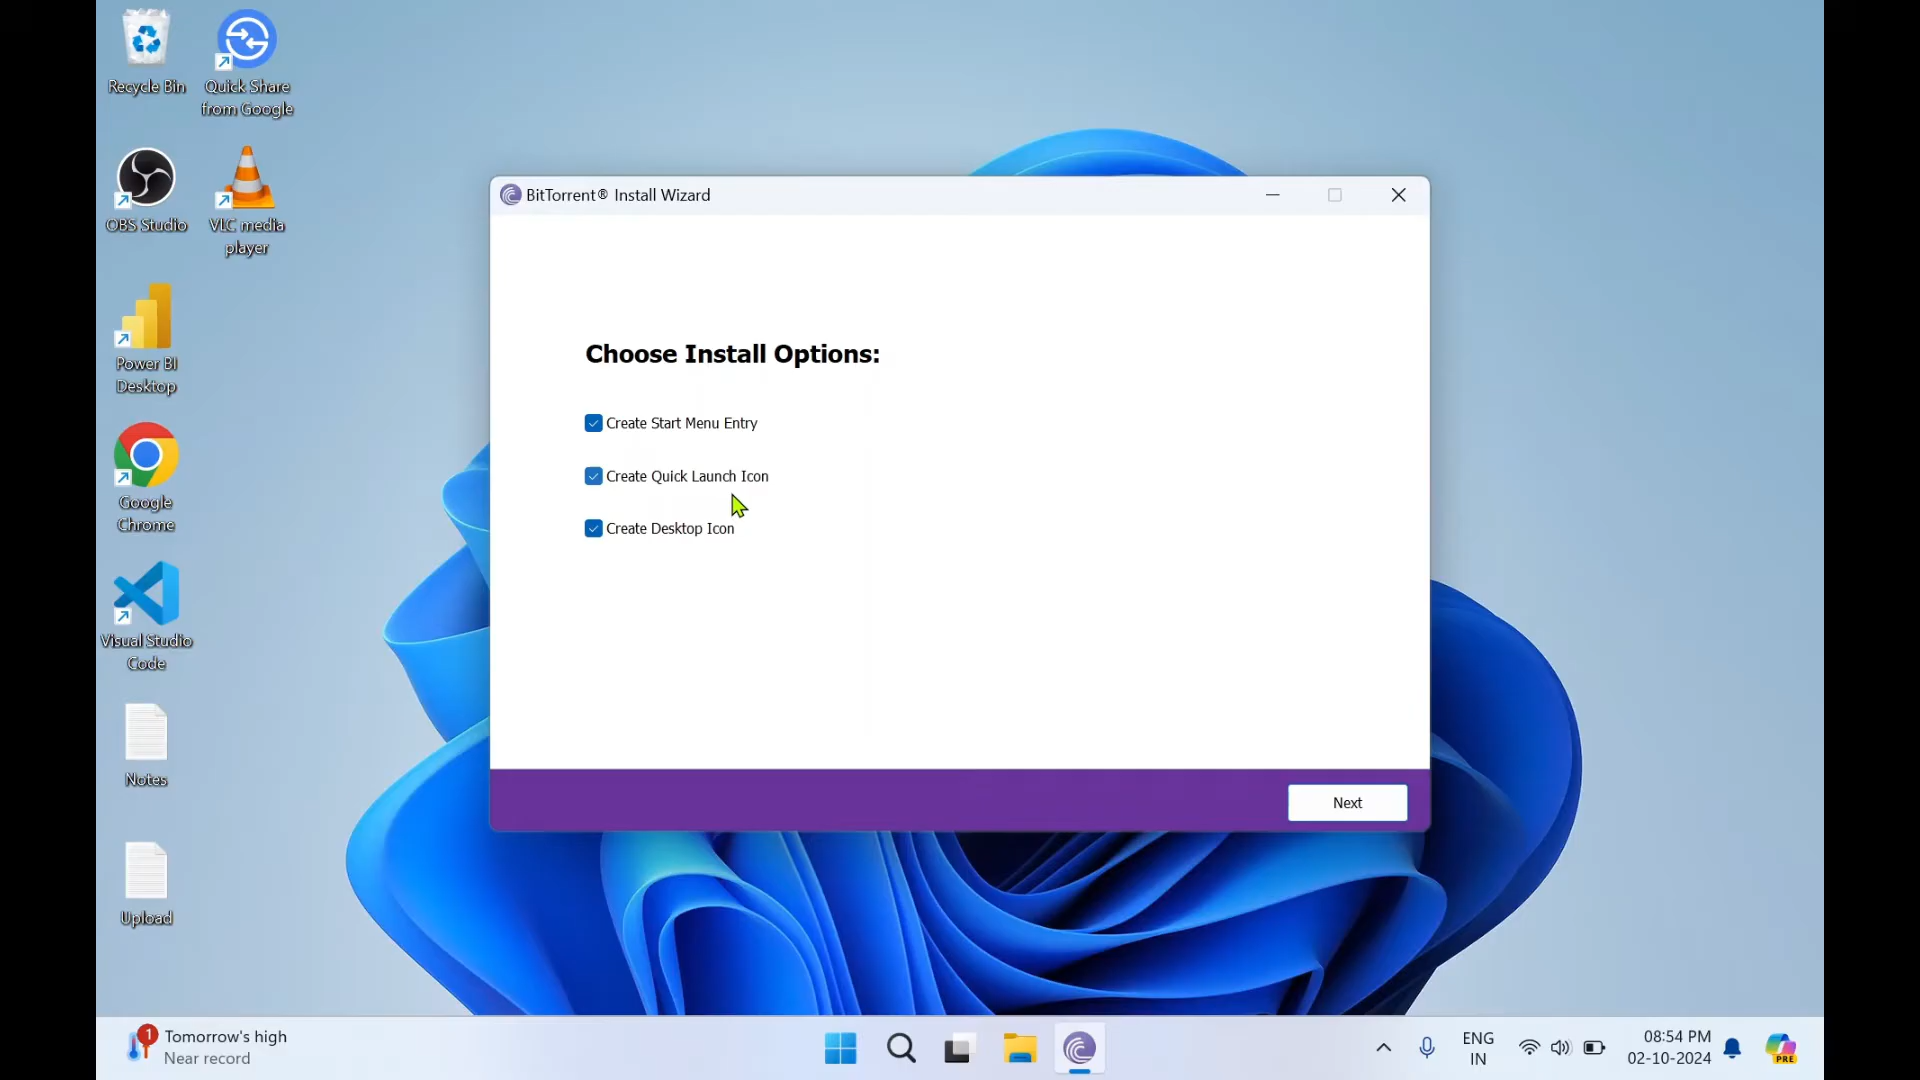 Recycle Bin
Quick Share
from Google
OBS Studio
VLC media
player
Power BI
Desktop
Google
Chrome
Visual Studio
Code
Notes
Upload
BitTorrent® Install Wizard
Choose Install Options:
Create Start Menu Entry
Create Quick Launch Icon
Create Desktop Icon
Next
1
Tomorrow's high
Near record
ENG
IN
08:54 PM
02-10-2024
PRE